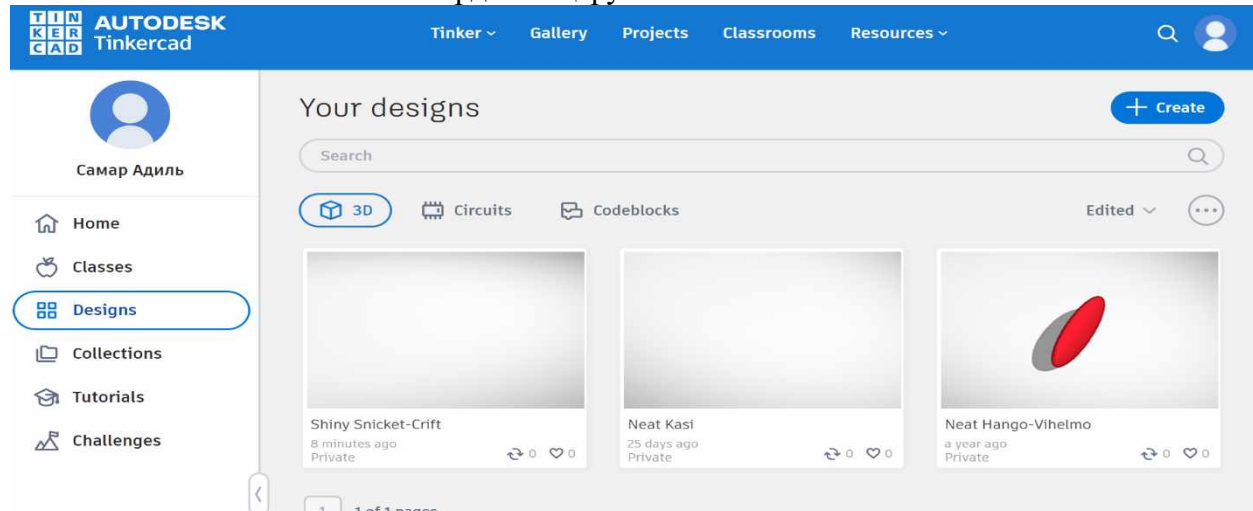 TIN
KER
CAD
AUTODESK
Tinkercad
Tinker Gallery Projects Classrooms Resources
Самар Адиль
Home
Classes
Designs
Collections
Tutorials
Challenges
Your designs
+ Create
Search
3D Circuits Codeblocks Edited
Shiny Snicket-Crift
8 minutes ago
Private
0 0
Neat Kasi
25 days ago
Private
0 0
Neat Hango-Vihelmo
a year ago
Private
0 0
1 1 of 1 pages